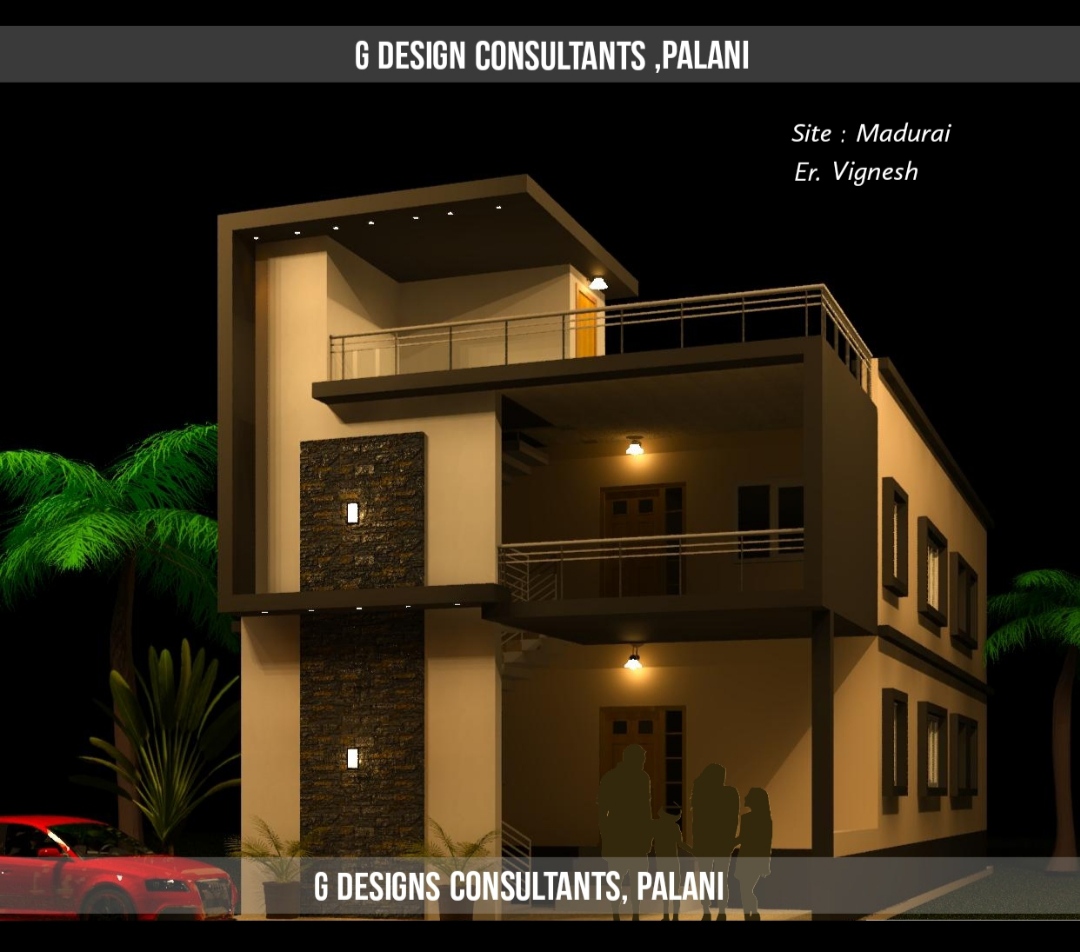 G DESIGN CONSULTANTS ,PALANI
Site : Madurai
Er. Vignesh
G DESIGNS CONSULTANTS, PALANI